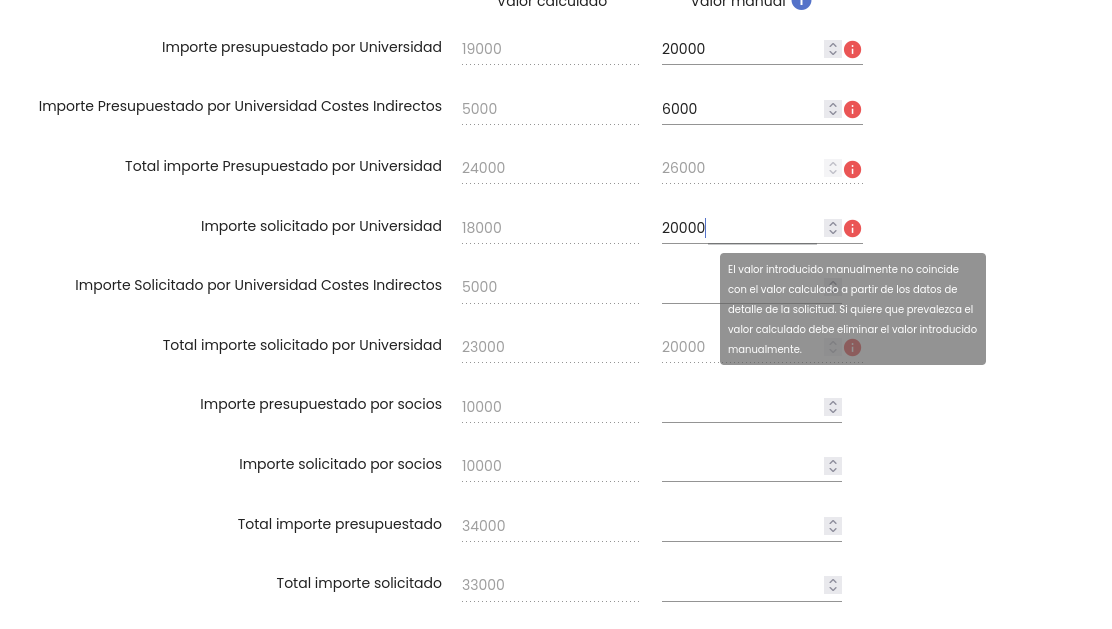 Valor calculado Valor manual i
Importe presupuestado por Universidad 19000 20000 i
Importe Presupuestado por Universidad Costes Indirectos 5000 6000 i
Total importe Presupuestado por Universidad 24000 26000 i
Importe solicitado por Universidad 18000 20000 i
El valor introducido manualmente no coincide
con el valor calculado a partir de los datos de
detalle de la solicitud. Si quiere que prevalezca el
valor calculado debe eliminar el valor introducido
manualmente.
Importe Solicitado por Universidad Costes Indirectos 5000
Total importe solicitado por Universidad 23000 20000 i
Importe presupuestado por socios 10000
Importe solicitado por socios 10000
Total importe presupuestado 34000
Total importe solicitado 33000